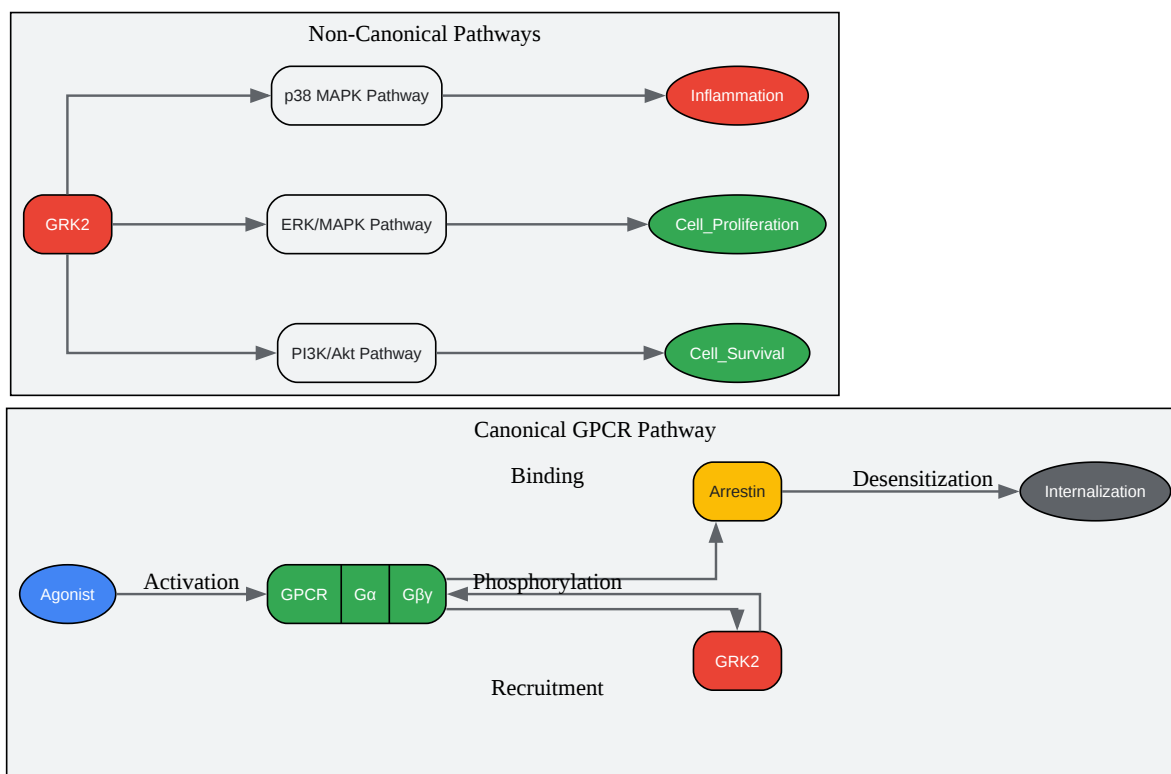 Non-Canonical Pathways
p38 MAPK Pathway
Inflammation
GRK2
ERK/MAPK Pathway
Cell_Proliferation
PI3K/Akt Pathway
Cell_Survival
Canonical GPCR Pathway
Binding
Arrestin
Desensitization
Internalization
Agonist
Activation
GPCR
Gα
Gβγ
Phosphorylation
GRK2
Recruitment